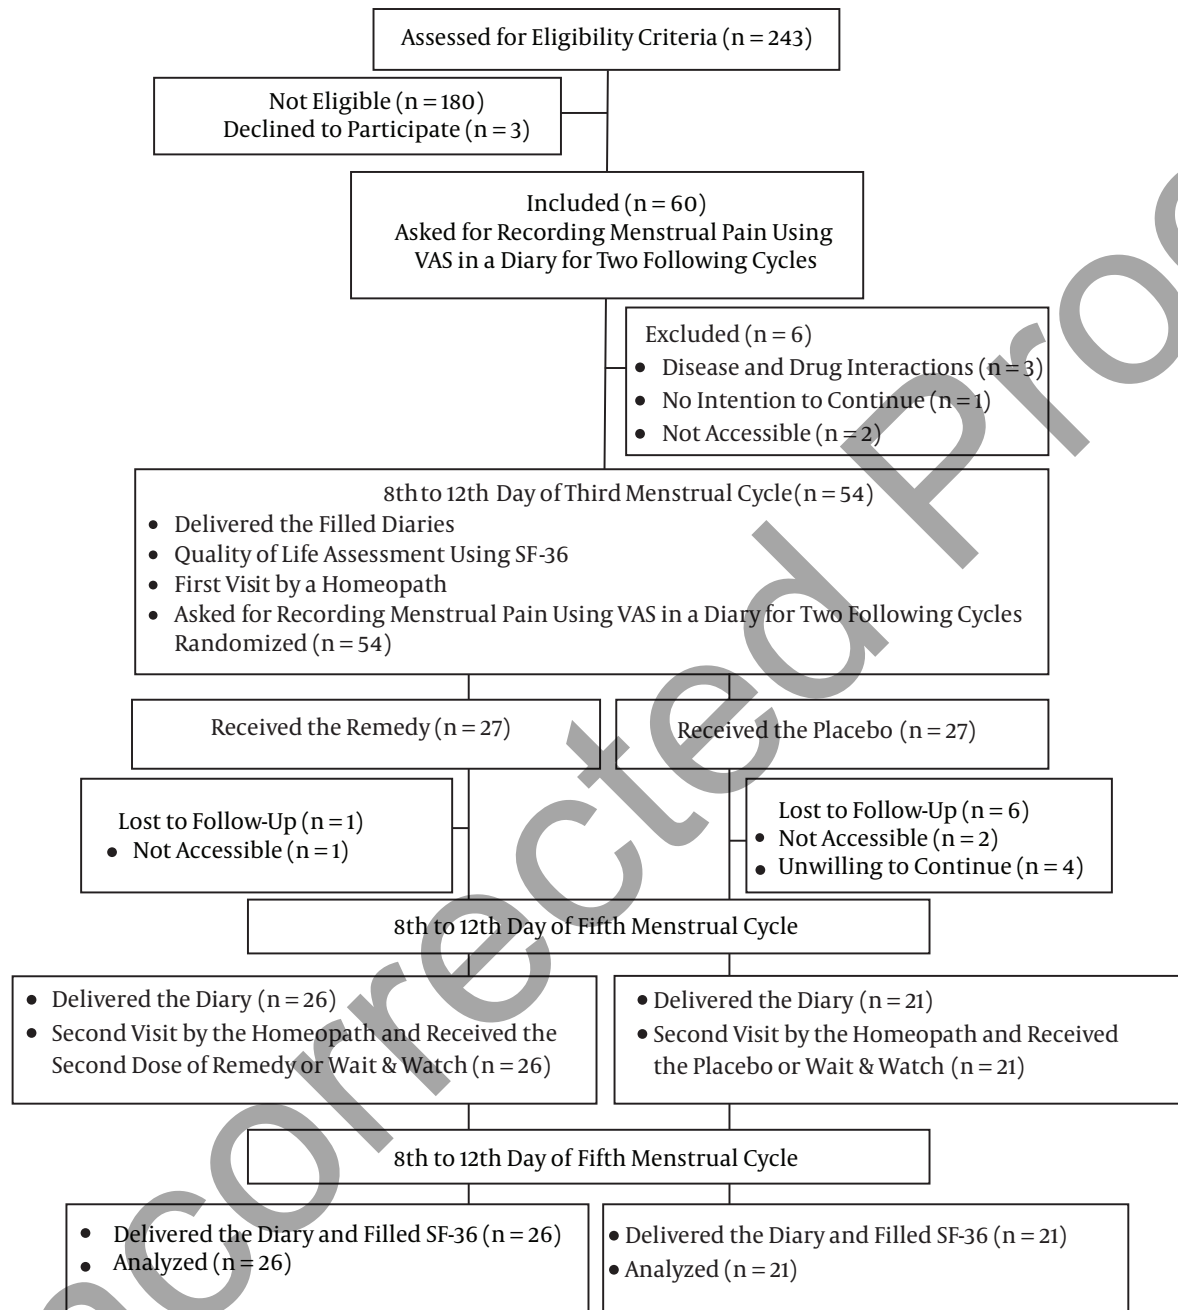 Assessed for Eligibility Criteria (n = 243)
Not Eligible (n = 180)
Declined to Participate (n = 3)
Included (n = 60)
Asked for Recording Menstrual Pain Using
VAS in a Diary for Two Following Cycles
Excluded (n = 6)
• Disease and Drug Interactions (n = 3)
• No Intention to Continue (n = 1)
• Not Accessible (n = 2)
8th to 12th Day of Third Menstrual Cycle (n = 54)
• Delivered the Filled Diaries
• Quality of Life Assessment Using SF-36
• First Visit by a Homeopath
• Asked for Recording Menstrual Pain Using VAS in a Diary for Two Following Cycles
Randomized (n = 54)
Received the Remedy (n = 27)
Received the Placebo (n = 27)
Lost to Follow-Up (n = 1)
• Not Accessible (n = 1)
Lost to Follow-Up (n = 6)
• Not Accessible (n = 2)
• Unwilling to Continue (n = 4)
8th to 12th Day of Fifth Menstrual Cycle
• Delivered the Diary (n = 26)
• Second Visit by the Homeopath and Received the
Second Dose of Remedy or Wait & Watch (n = 26)
• Delivered the Diary (n = 21)
• Second Visit by the Homeopath and Received
the Placebo or Wait & Watch (n = 21)
8th to 12th Day of Fifth Menstrual Cycle
• Delivered the Diary and Filled SF-36 (n = 26)
• Analyzed (n = 26)
• Delivered the Diary and Filled SF-36 (n = 21)
• Analyzed (n = 21)
ncorrected Pro